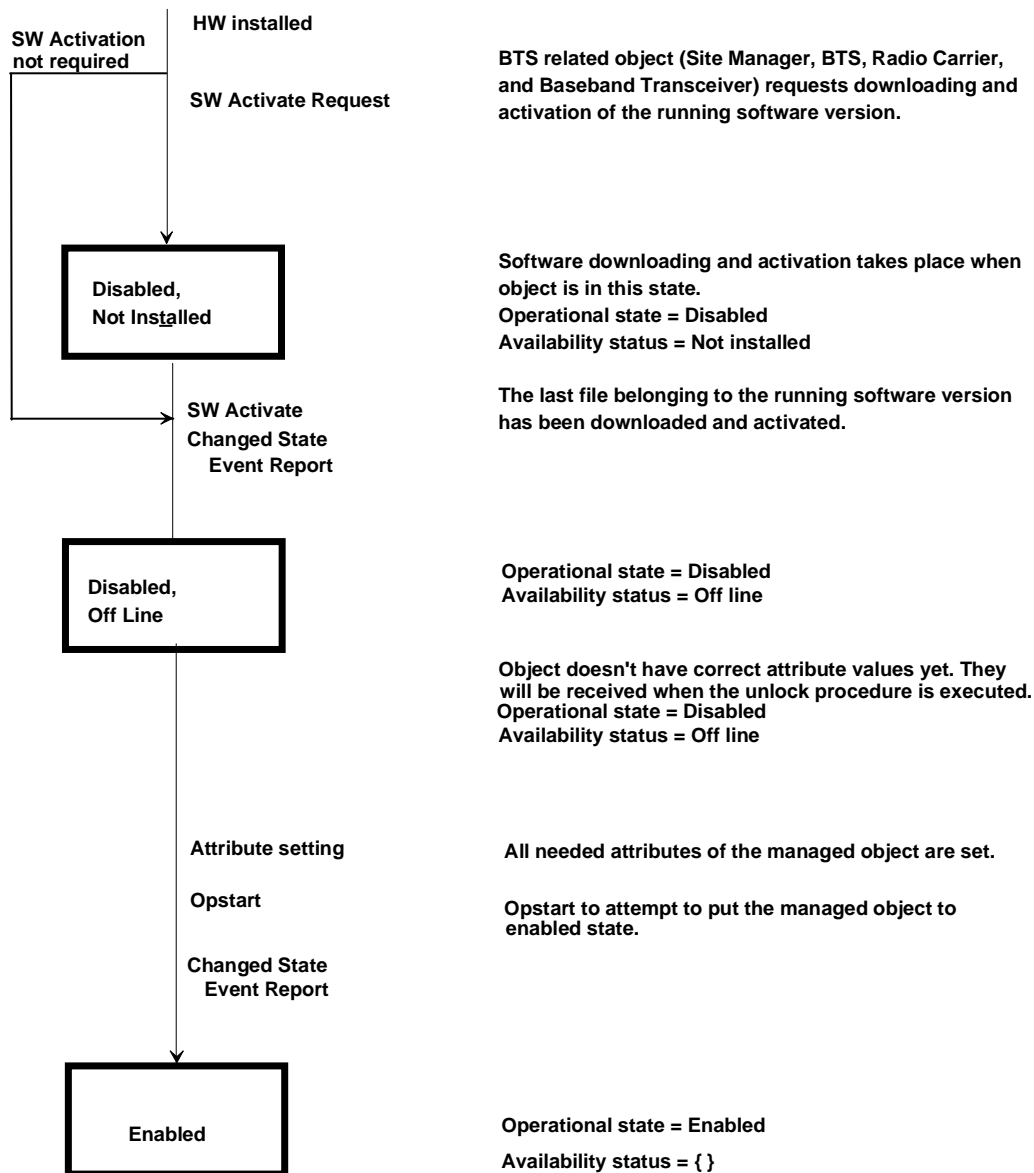 HW installed
SW Activation
not required
BTS related object (Site Manager, BTS, Radio Carrier,
and Baseband Transceiver) requests downloading and
activation of the running software version.
SW Activate Request
Disabled,
Not Installed
Software downloading and activation takes place when
object is in this state.
Operational state = Disabled
Availability status = Not installed
SW Activate
Changed State
Event Report
The last file belonging to the running software version
has been downloaded and activated.
Disabled,
Off Line
Operational state = Disabled
Availability status = Off line
Object doesn't have correct attribute values yet. They
will be received when the unlock procedure is executed.
Operational state = Disabled
Availability status = Off line
Attribute setting
All needed attributes of the managed object are set.
Opstart
Opstart to attempt to put the managed object to
enabled state.
Changed State
Event Report
Enabled
Operational state = Enabled
Availability status = { }